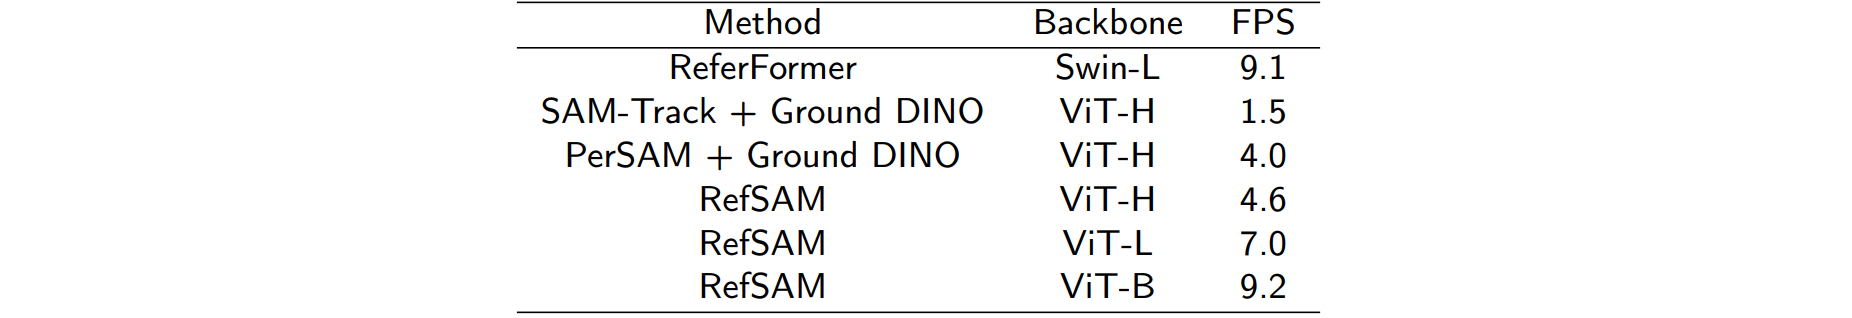 Method Backbone FPS
ReferFormer Swin-L 9.1
SAM-Track + Ground DINO ViT-H 1.5
PerSAM + Ground DINO ViT-H 4.0
RefSAM ViT-H 4.6
RefSAM ViT-L 7.0
RefSAM ViT-B 9.2